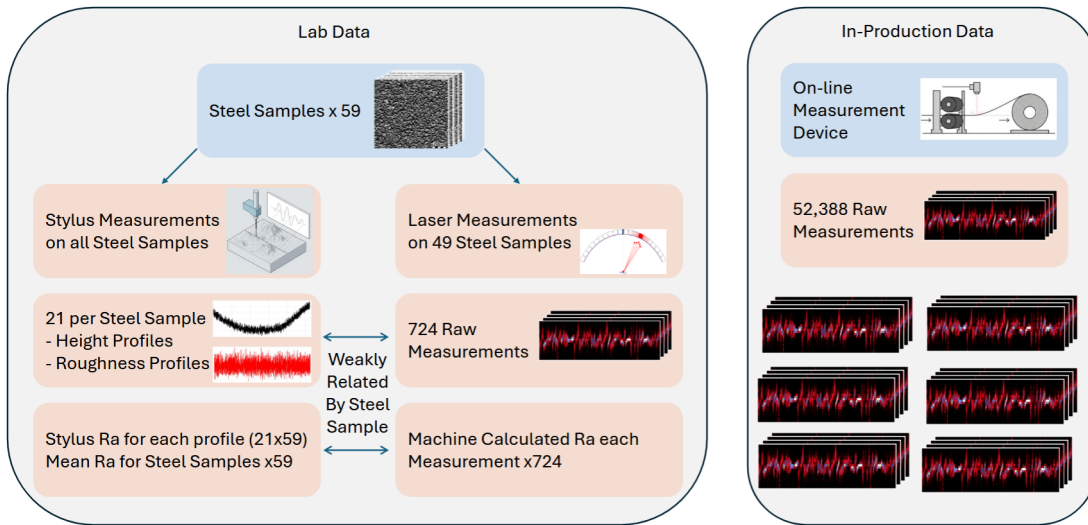 Lab Data
Steel Samples x 59
Stylus Measurements
on all Steel Samples
Laser Measurements
on 49 Steel Samples
21 per Steel Sample
- Height Profiles
- Roughness Profiles
Weakly
Related
By Steel
Sample
724 Raw
Measurements
Stylus Ra for each profile (21x59)
Mean Ra for Steel Samples x59
Machine Calculated Ra each
Measurement x724
In-Production Data
On-line
Measurement
Device
52,388 Raw
Measurements